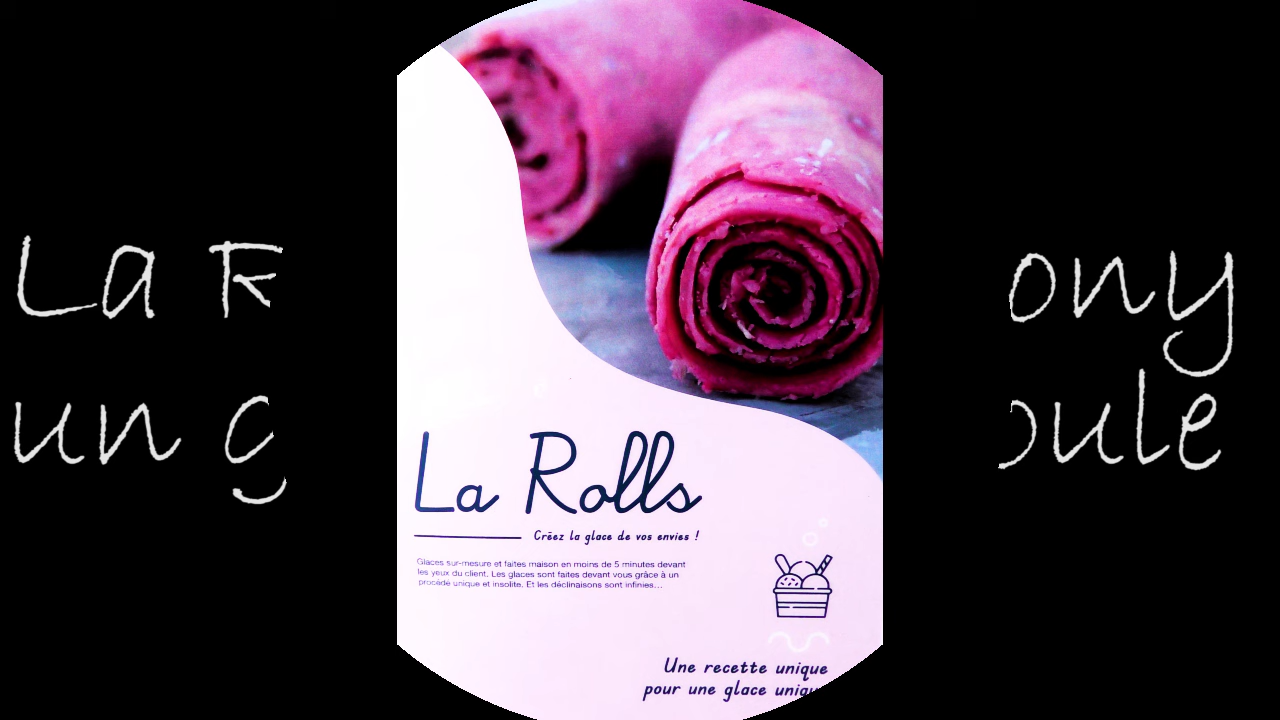 La
ony
un
La Rolls
Créez la glace de vos envies !
Glaces sur-mesure et faites maison en moins de 5 minutes devant
les yeux du client. Les glaces sont faites devant vous grâce à un
procédé unique et insolite. Et les déclinaisons sont infinies...
Une recette unique
pour une glace